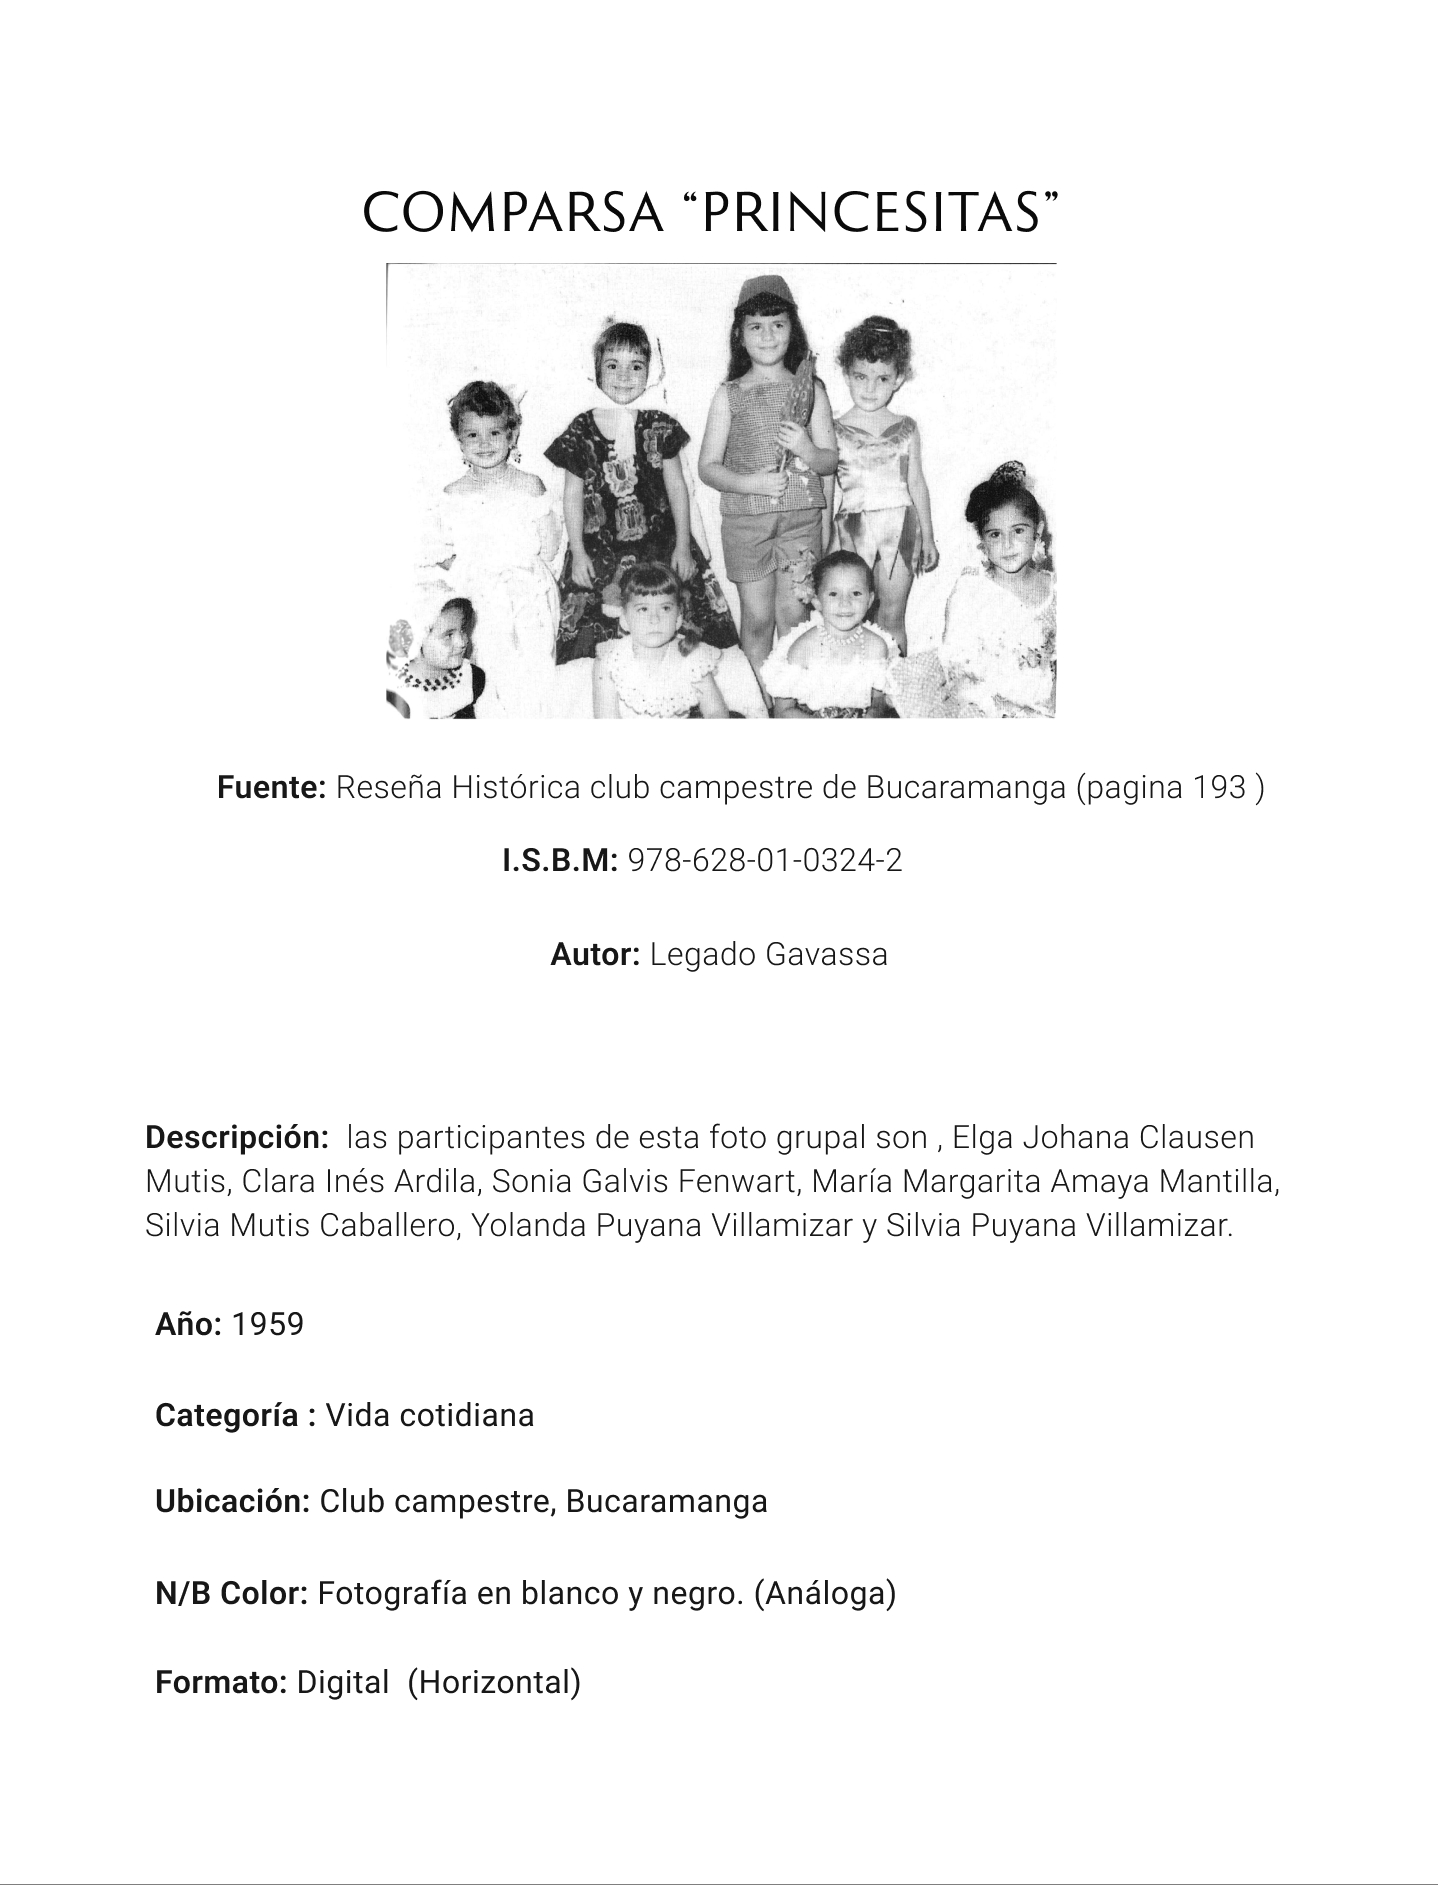 COMPARSA “PRINCESITAS”
Fuente: Reseña Histórica club campestre de Bucaramanga (pagina 193 )
I.S.B.M: 978-628-01-0324-2
Autor: Legado Gavassa
Descripción:  las participantes de esta foto grupal son , Elga Johana Clausen
Mutis, Clara Inés Ardila, Sonia Galvis Fenwart, María Margarita Amaya Mantilla,
Silvia Mutis Caballero, Yolanda Puyana Villamizar y Silvia Puyana Villamizar.
Año: 1959
Categoría : Vida cotidiana
Ubicación: Club campestre, Bucaramanga
N/B Color: Fotografía en blanco y negro. (Análoga)
Formato: Digital  (Horizontal)